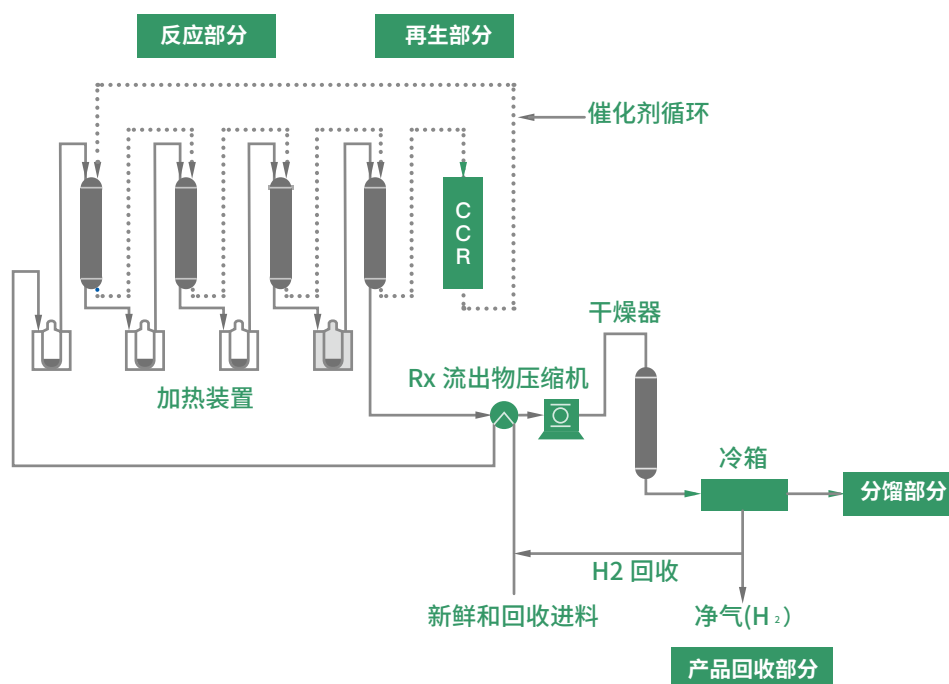 反应部分
再生部分
催化剂循环
C
C
R
干燥器
Rx 流出物压缩机
加热装置
冷箱
分馏部分
H2 回收
新鲜和回收进料
净气(H ₂ ）
产品回收部分